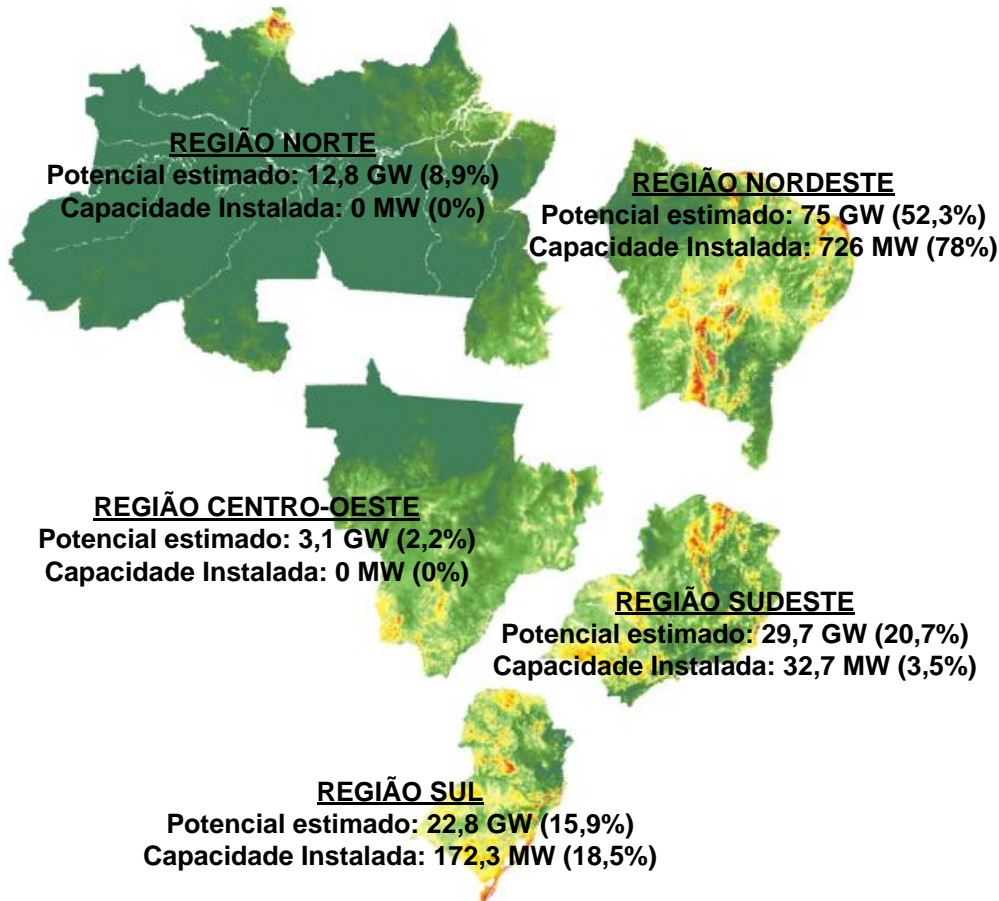 REGIÃO NORTE
Potencial estimado: 12,8 GW (8,9%)
Capacidade Instalada: 0 MW (0%)
REGIÃO NORDESTE
Potencial estimado: 75 GW (52,3%)
Capacidade Instalada: 726 MW (78%)
REGIÃO CENTRO-OESTE
Potencial estimado: 3,1 GW (2,2%)
Capacidade Instalada: 0 MW (0%)
REGIÃO SUDESTE
Potencial estimado: 29,7 GW (20,7%)
Capacidade Instalada: 32,7 MW (3,5%)
REGIÃO SUL
Potencial estimado: 22,8 GW (15,9%)
Capacidade Instalada: 172,3 MW (18,5%)